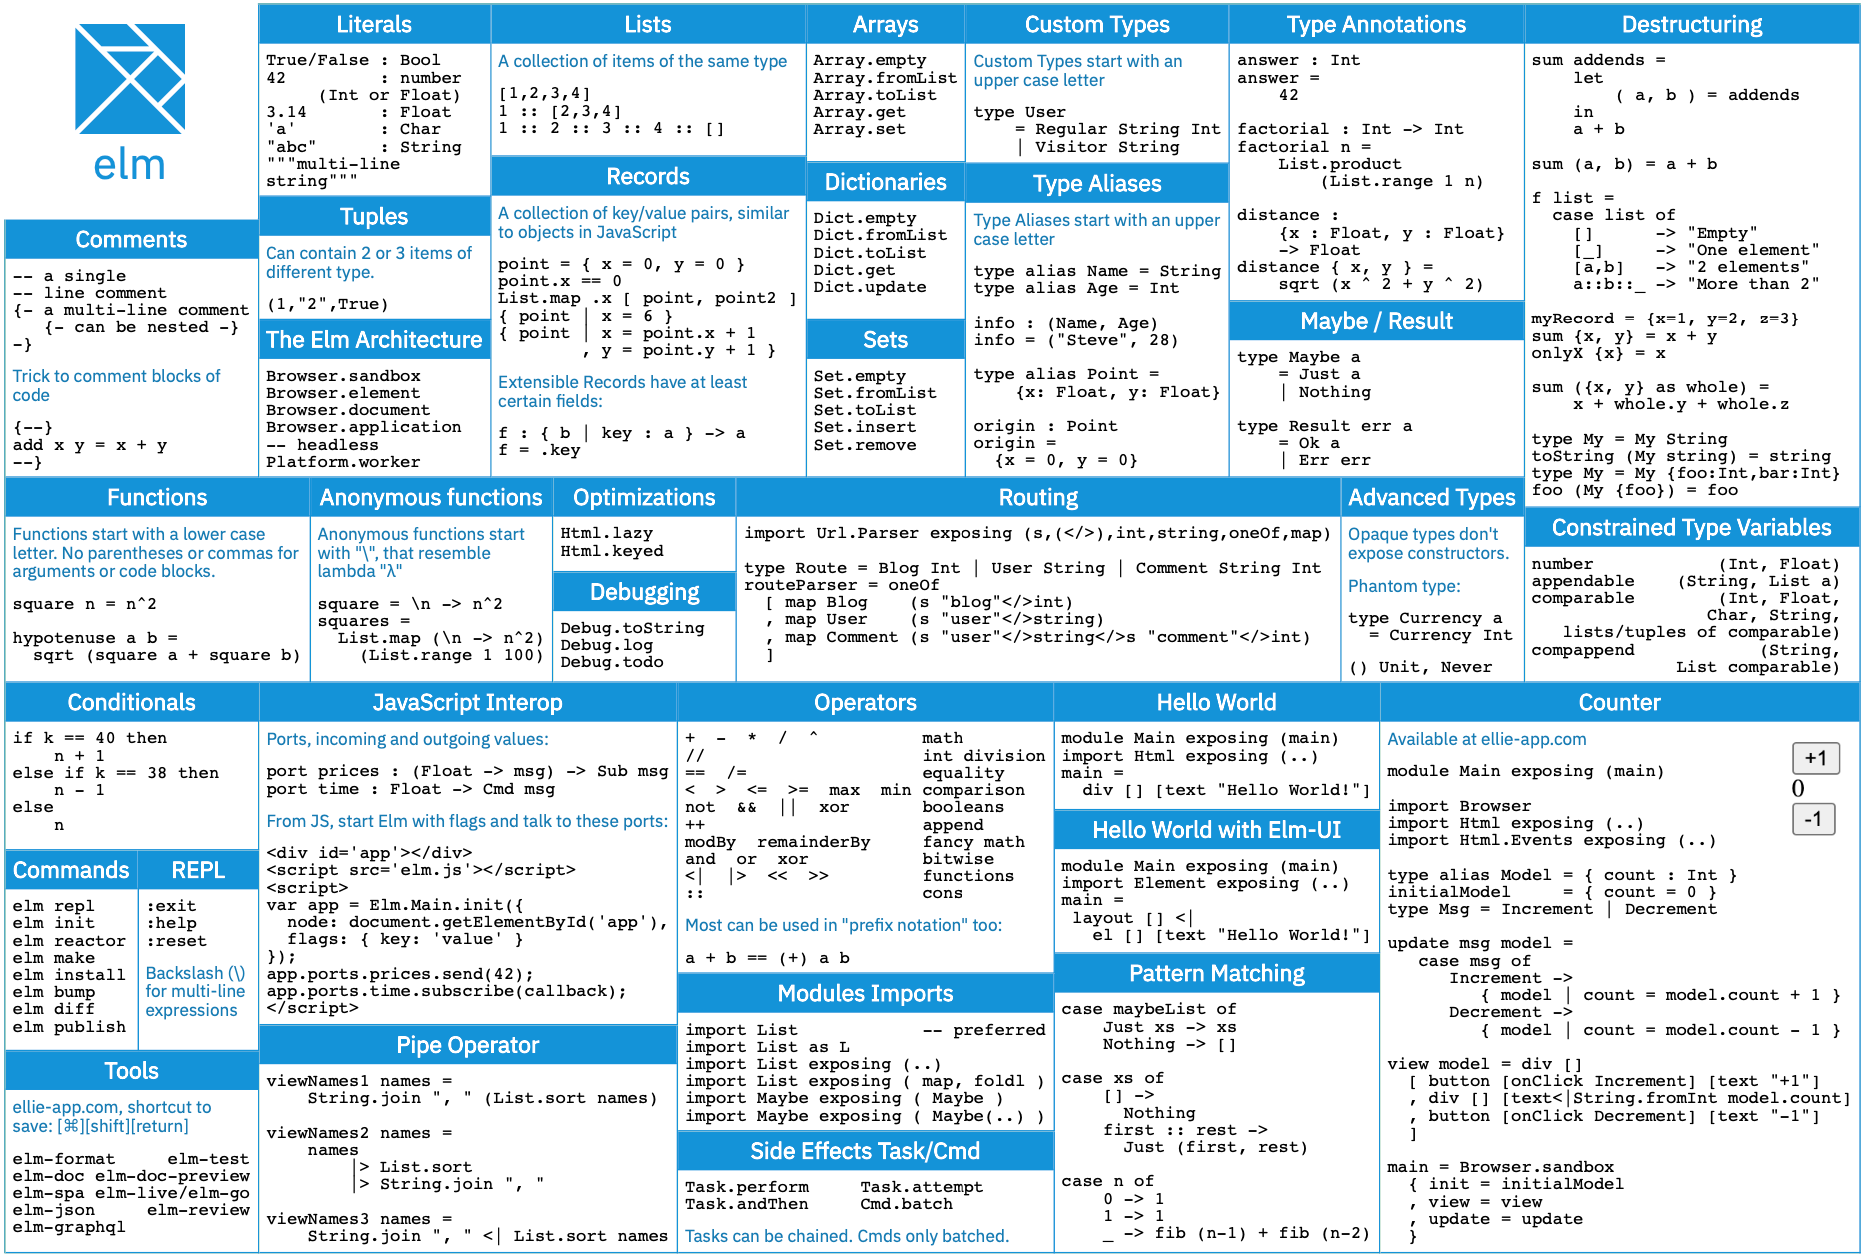 elm
Comments
-- a single
-- line comment
{- a multi-line comment
   {- can be nested -}
-}
Trick to comment blocks of
code
{--}
add x y = x + y
--}
Literals
True/False : Bool
42         : number
     (Int or Float)
3.14       : Float
'a'        : Char
"abc"      : String
"""multi-line
string"""
Tuples
Can contain 2 or 3 items of
different type.
(1,"2",True)
The Elm Architecture
Browser.sandbox
Browser.element
Browser.document
Browser.application
-- headless
Platform.worker
Lists
A collection of items of the same type
[1,2,3,4]
1 :: [2,3,4]
1 :: 2 :: 3 :: 4 :: []
Records
A collection of key/value pairs, similar
to objects in JavaScript
point = { x = 0, y = 0 }
point.x == 0
List.map .x [ point, point2 ]
{ point | x = 6 }
{ point | x = point.x + 1
        , y = point.y + 1 }
Extensible Records have at least
certain fields:
f : { b | key : a } -> a
f = .key
Arrays
Array.empty
Array.fromList
Array.toList
Array.get
Array.set
Dictionaries
Dict.empty
Dict.fromList
Dict.toList
Dict.get
Dict.update
Sets
Set.empty
Set.fromList
Set.toList
Set.insert
Set.remove
Custom Types
Custom Types start with an
upper case letter
type User
    = Regular String Int
    | Visitor String
Type Aliases
Type Aliases start with an upper
case letter
type alias Name = String
type alias Age = Int
info : (Name, Age)
info = ("Steve", 28)
type alias Point =
    {x: Float, y: Float}
origin : Point
origin =
  {x = 0, y = 0}
Type Annotations
answer : Int
answer =
    42
factorial : Int -> Int
factorial n =
    List.product
        (List.range 1 n)
distance :
    {x : Float, y : Float}
    -> Float
distance { x, y } =
    sqrt (x ^ 2 + y ^ 2)
Maybe / Result
type Maybe a
    = Just a
    | Nothing
type Result err a
    = Ok a
    | Err err
Destructuring
sum addends =
    let
        ( a, b ) = addends
    in
    a + b
sum (a, b) = a + b
f list =
  case list of
    []      -> "Empty"
    [_]     -> "One element"
    [a,b]   -> "2 elements"
    a::b::_ -> "More than 2"
myRecord = {x=1, y=2, z=3}
sum {x, y} = x + y
onlyX {x} = x
sum ({x, y} as whole) =
    x + whole.y + whole.z
type My = My String
toString (My string) = string
type My = My {foo:Int,bar:Int}
foo (My {foo}) = foo
Functions
Functions start with a lower case
letter. No parentheses or commas for
arguments or code blocks.
square n = n^2
hypotenuse a b =
  sqrt (square a + square b)
Anonymous functions
Anonymous functions start
with "\", that resemble
lambda "λ"
square = \n -> n^2
squares =
  List.map (\n -> n^2)
    (List.range 1 100)
Optimizations
Html.lazy
Html.keyed
Debugging
Debug.toString
Debug.log
Debug.todo
Routing
import Url.Parser exposing (s,(</>),int,string,oneOf,map)
type Route = Blog Int | User String | Comment String Int
routeParser = oneOf
  [ map Blog    (s "blog"</>int)
  , map User    (s "user"</>string)
  , map Comment (s "user"</>string</>s "comment"</>int)
  ]
Advanced Types
Opaque types don't
expose constructors.
Phantom type:
type Currency a
  = Currency Int
() Unit, Never
Constrained Type Variables
number            (Int, Float)
appendable    (String, List a)
comparable        (Int, Float,
                 Char, String,
   lists/tuples of comparable)
compappend            (String,
              List comparable)
Conditionals
if k == 40 then
    n + 1
else if k == 38 then
    n - 1
else
    n
Commands
elm repl
elm init
elm reactor
elm make
elm install
elm bump
elm diff
elm publish
REPL
:exit
:help
:reset
Backslash (\)
for multi-line
expressions
Tools
ellie-app.com, shortcut to
save: [⌘][shift][return]
elm-format     elm-test
elm-doc elm-doc-preview
elm-spa elm-live/elm-go
elm-json     elm-review
elm-graphql
JavaScript Interop
Ports, incoming and outgoing values:
port prices : (Float -> msg) -> Sub msg
port time : Float -> Cmd msg
From JS, start Elm with flags and talk to these ports:
<div id='app'></div>
<script src='elm.js'></script>
<script>
var app = Elm.Main.init({
  node: document.getElementById('app'),
  flags: { key: 'value' }
});
app.ports.prices.send(42);
app.ports.time.subscribe(callback);
</script>
Pipe Operator
viewNames1 names =
    String.join ", " (List.sort names)
viewNames2 names =
    names
        |> List.sort
        |> String.join ", "
viewNames3 names =
    String.join ", " <| List.sort names
Operators
+  -  *  /  ^          math
//                     int division
==  /=                 equality
<  >  <=  >=  max  min comparison
not  &&  ||  xor       booleans
++                     append
modBy  remainderBy     fancy math
and  or  xor           bitwise
<|  |>  <<  >>         functions
::                     cons
Most can be used in "prefix notation" too:
a + b == (+) a b
Modules Imports
import List            -- preferred
import List as L
import List exposing (..)
import List exposing ( map, foldl )
import Maybe exposing ( Maybe )
import Maybe exposing ( Maybe(..) )
Side Effects Task/Cmd
Task.perform     Task.attempt
Task.andThen     Cmd.batch
Tasks can be chained. Cmds only batched.
Hello World
module Main exposing (main)
import Html exposing (..)
main =
  div [] [text "Hello World!"]
Hello World with Elm-UI
module Main exposing (main)
import Element exposing (..)
main =
 layout [] <|
   el [] [text "Hello World!"]
Pattern Matching
case maybeList of
    Just xs -> xs
    Nothing -> []
case xs of
    [] ->
      Nothing
    first :: rest ->
      Just (first, rest)
case n of
    0 -> 1
    1 -> 1
    _ -> fib (n-1) + fib (n-2)
Counter
Available at ellie-app.com
+1
0
-1
module Main exposing (main)
import Browser
import Html exposing (..)
import Html.Events exposing (..)
type alias Model = { count : Int }
initialModel     = { count = 0 }
type Msg = Increment | Decrement
update msg model =
   case msg of
      Increment ->
         { model | count = model.count + 1 }
      Decrement ->
         { model | count = model.count - 1 }
view model = div []
  [ button [onClick Increment] [text "+1"]
  , div [] [text<|String.fromInt model.count]
  , button [onClick Decrement] [text "-1"]
  ]
main = Browser.sandbox
  { init = initialModel
  , view = view
  , update = update
  }